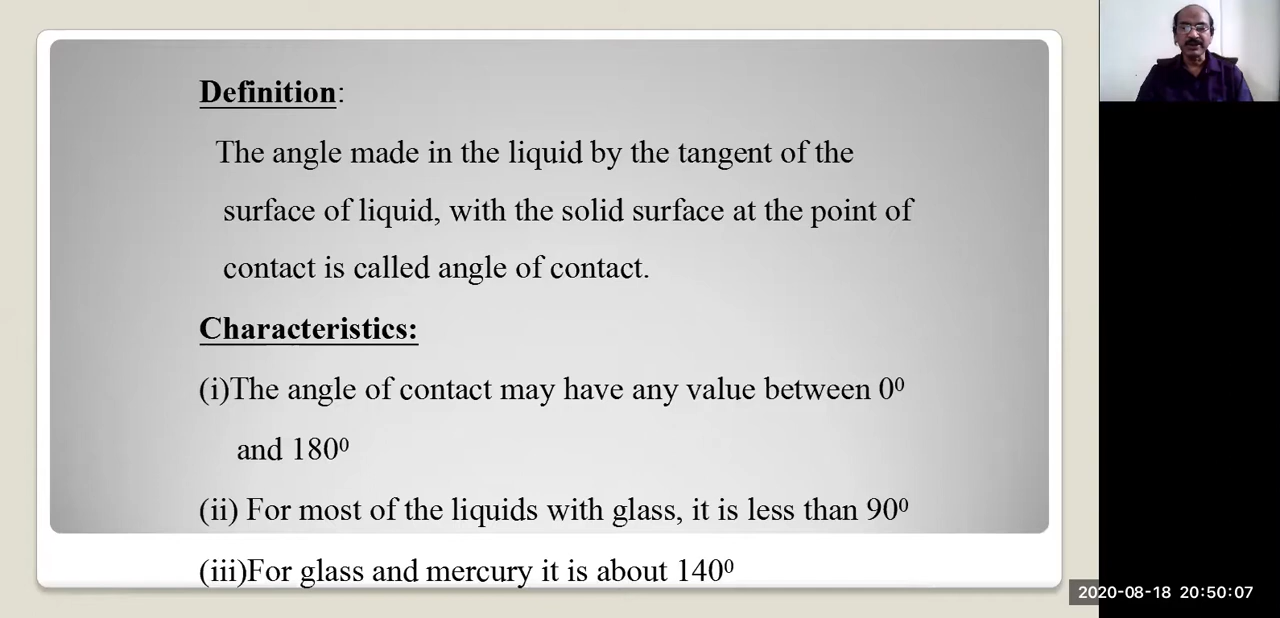 Definition:
The angle made in the liquid by the tangent of the
surface of liquid, with the solid surface at the point of
contact is called angle of contact.
Characteristics:
(i)The angle of contact may have any value between 0⁰
and 180⁰
(ii) For most of the liquids with glass, it is less than 90⁰
(iii)For glass and mercury it is about 140⁰
2020-08-18 20:50:07